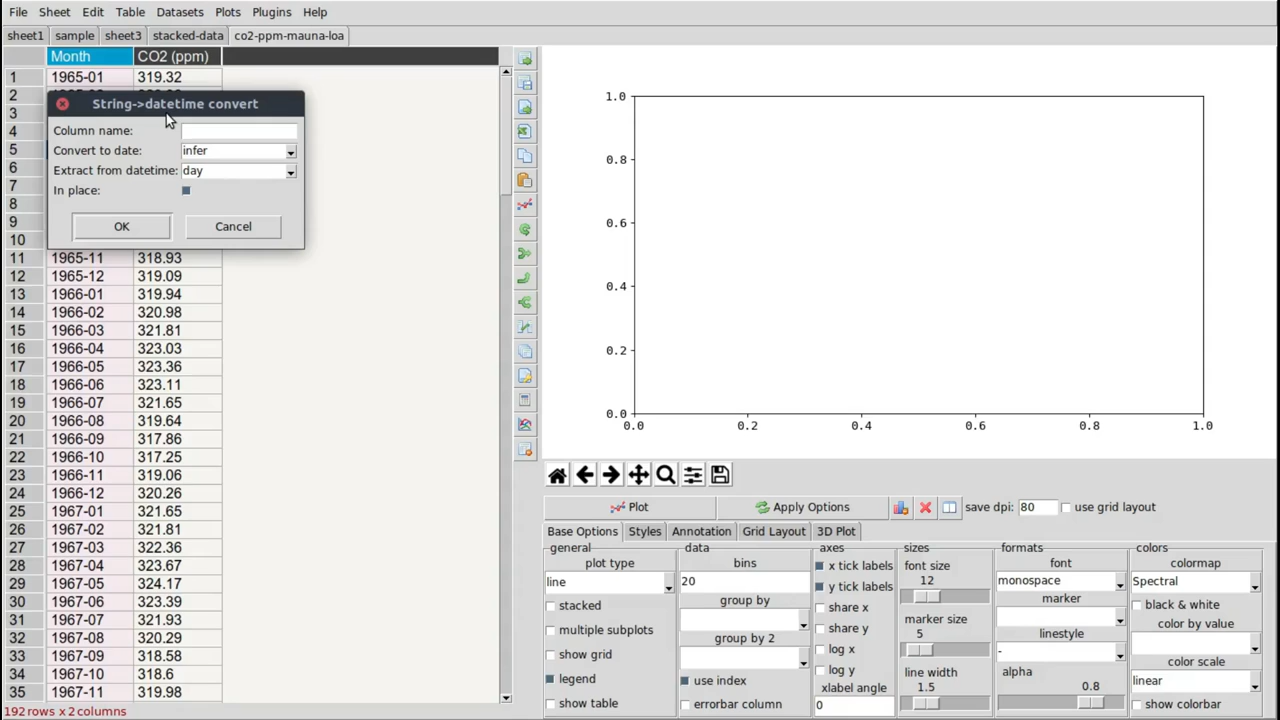 File Sheet Edit Table Datasets Plots Plugins Help
sheet1 sample sheet3 stacked-data co2-ppm-mauna-loa
Month CO2 (ppm)
1 1965-01 319.32
2
3
4
5
6
7
8
9
10
String->datetime convert
Column name:
Convert to date: infer
Extract from datetime: day
In place:
OK Cancel
11 1965-11 318.93
12 1965-12 319.09
13 1966-01 319.94
14 1966-02 320.98
15 1966-03 321.81
16 1966-04 323.03
17 1966-05 323.36
18 1966-06 323.11
19 1966-07 321.65
20 1966-08 319.64
21 1966-09 317.86
22 1966-10 317.25
23 1966-11 319.06
24 1966-12 320.26
25 1967-01 321.65
26 1967-02 321.81
27 1967-03 322.36
28 1967-04 323.67
29 1967-05 324.17
30 1967-06 323.39
31 1967-07 321.93
32 1967-08 320.29
33 1967-09 318.58
34 1967-10 318.6
35 1967-11 319.98
192 rows x 2 columns
1.0
0.8
0.6
0.4
0.2
0.0
0.0 0.2 0.4 0.6 0.8 1.0
Plot Apply Options save dpi: 80 use grid layout
Base Options Styles Annotation Grid Layout 3D Plot
general
plot type
line
stacked
multiple subplots
show grid
legend
show table
data
bins
20
group by
group by 2
use index
errorbar column
axes
x tick labels
y tick labels
share x
share y
log x
log y
xlabel angle
0
sizes
font size
12
marker size
5
line width
1.5
formats
font
monospace
marker
linestyle
-
alpha
0.8
colors
colormap
Spectral
black & white
color by value
color scale
linear
show colorbar